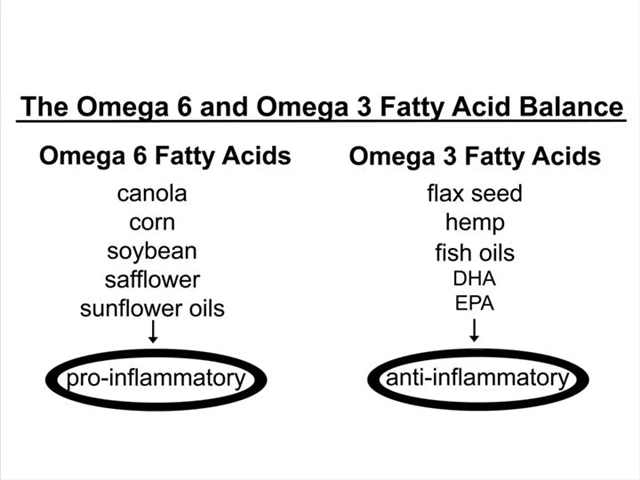 The Omega 6 and Omega 3 Fatty Acid Balance
Omega 6 Fatty Acids
canola
corn
soybean
safflower
sunflower oils
pro-inflammatory
Omega 3 Fatty Acids
flax seed
hemp
fish oils
DHA
EPA
anti-inflammatory